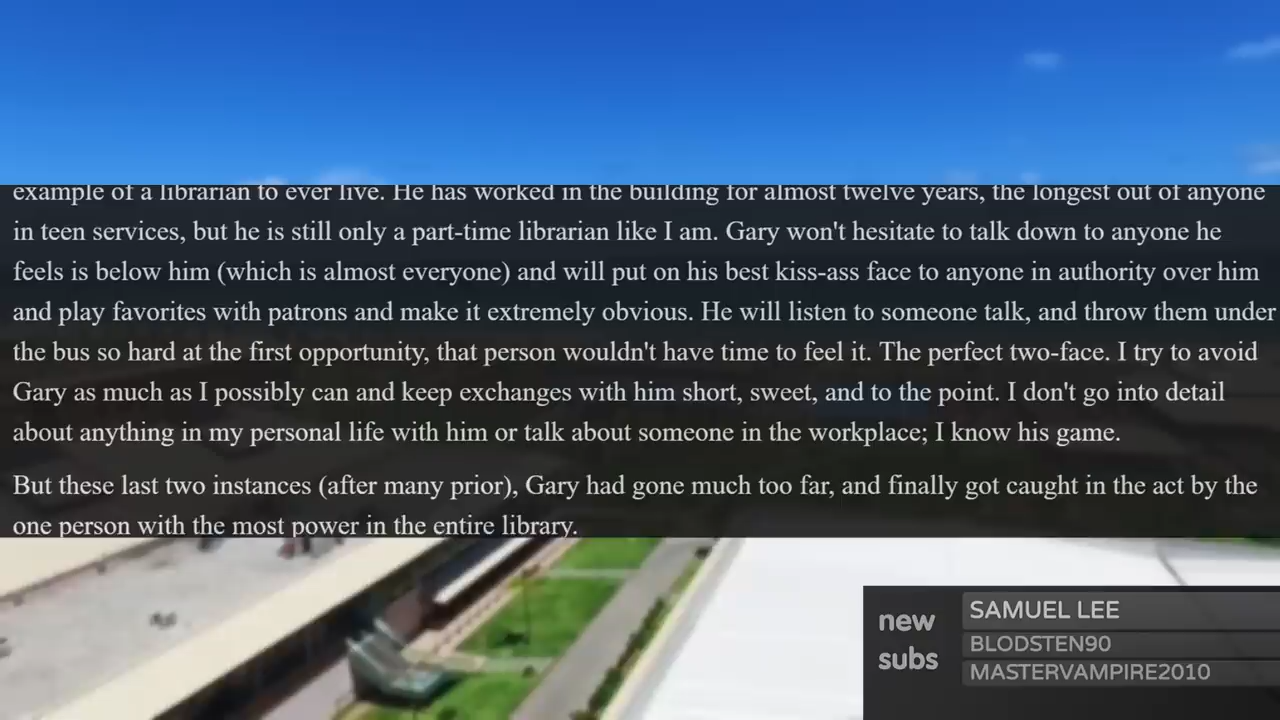 example of a librarian to ever live. He has worked in the building for almost twelve years, the longest out of anyone
in teen services, but he is still only a part-time librarian like I am. Gary won't hesitate to talk down to anyone he
feels is below him (which is almost everyone) and will put on his best kiss-ass face to anyone in authority over him
and play favorites with patrons and make it extremely obvious. He will listen to someone talk, and throw them under
the bus so hard at the first opportunity, that person wouldn't have time to feel it. The perfect two-face. I try to avoid
Gary as much as I possibly can and keep exchanges with him short, sweet, and to the point. I don't go into detail
about anything in my personal life with him or talk about someone in the workplace; I know his game.
But these last two instances (after many prior), Gary had gone much too far, and finally got caught in the act by the
one person with the most power in the entire library.
new
subs
SAMUEL LEE
BLODSTEN90
MASTERVAMPIRE2010